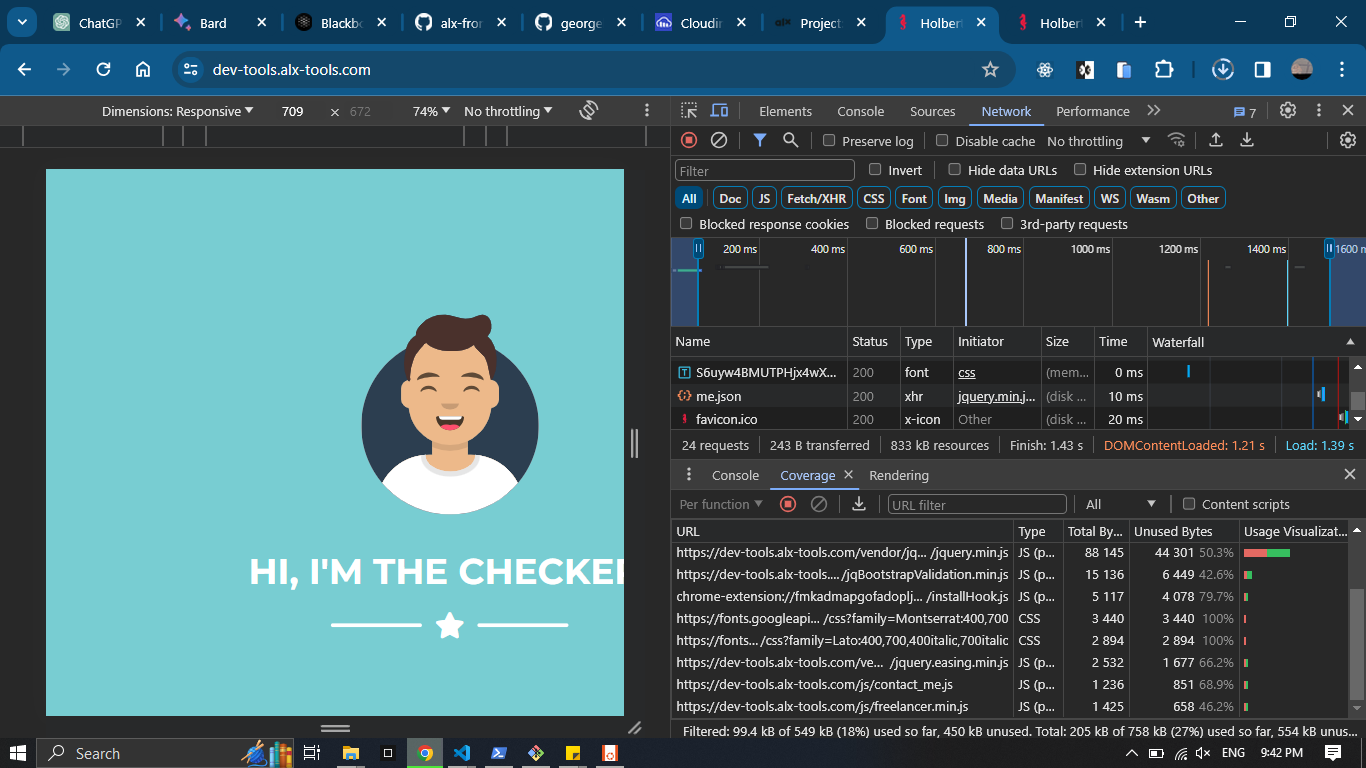 ChatGP
Bard
Blackbo
alx-fron
george
Cloudin
Project:
Holbert
Holbert
dev-tools.alx-tools.com
Dimensions: Responsive
709 × 672
74%
No throttling
Elements
Console
Sources
Network
Performance
7
Preserve log
Disable cache
No throttling
Filter
Invert
Hide data URLs
Hide extension URLs
All
Doc
JS
Fetch/XHR
CSS
Font
Img
Media
Manifest
WS
Wasm
Other
Blocked response cookies
Blocked requests
3rd-party requests
200 ms
400 ms
600 ms
800 ms
1000 ms
1200 ms
1400 ms
1600 m
Name Status Type Initiator Size Time Waterfall
S6uyw4BMUTPHjx4wX... 200 font css (mem... 0 ms
me.json 200 xhr jquery.min.j... (disk ... 10 ms
favicon.ico 200 x-icon Other (disk ... 20 ms
24 requests 243 B transferred 833 kB resources Finish: 1.43 s DOMContentLoaded: 1.21 s Load: 1.39 s
Console
Coverage
Rendering
Per function
URL filter
All
Content scripts
URL Type Total By... Unused Bytes Usage Visualizat...
https://dev-tools.alx-tools.com/vendor/jq... /jquery.min.js JS (p... 88 145 44 301 50.3%
https://dev-tools.alx-tools.... /jqBootstrapValidation.min.js JS (p... 15 136 6 449 42.6%
chrome-extension://fmkadmapgofadoplj... /installHook.js JS (p... 5 117 4 078 79.7%
https://fonts.googleapi... /css?family=Montserrat:400,700 CSS 3 440 3 440 100%
https://fonts... /css?family=Lato:400,700,400italic,700italic CSS 2 894 2 894 100%
https://dev-tools.alx-tools.com/ve... /jquery.easing.min.js JS (p... 2 532 1 677 66.2%
https://dev-tools.alx-tools.com/js/contact_me.js JS (p... 1 236 851 68.9%
https://dev-tools.alx-tools.com/js/freelancer.min.js JS (p... 1 425 658 46.2%
Filtered: 99.4 kB of 549 kB (18%) used so far, 450 kB unused. Total: 205 kB of 758 kB (27%) used so far, 554 kB unus...
HI, I'M THE CHECKER
Search
ENG
9:42 PM